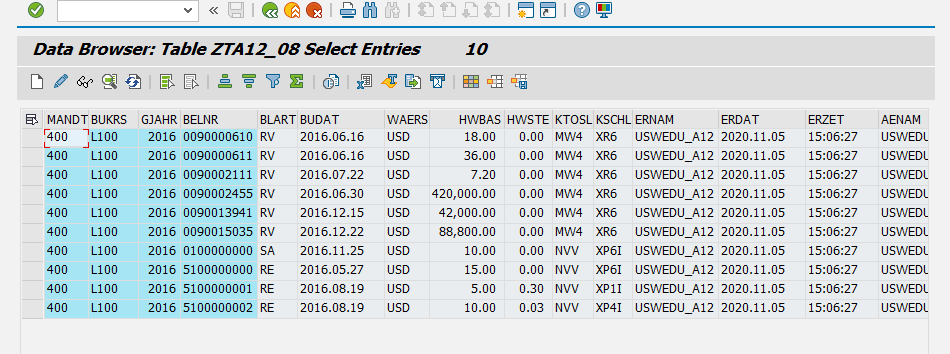 Data Browser: Table ZTA12_08 Select Entries 10
MANDT BUKRS GJAHR BELNR BLART BUDAT WAERS HWBAS HWSTE KTOSL KSCHL ERNAM ERDAT ERZET AENAM
400 L100 2016 0090000610 RV 2016.06.16 USD 18.00 0.00 MW4 XR6 USWEDU_A12 2020.11.05 15:06:27 USWEDU
400 L100 2016 0090000611 RV 2016.06.16 USD 36.00 0.00 MW4 XR6 USWEDU_A12 2020.11.05 15:06:27 USWEDU
400 L100 2016 0090002111 RV 2016.07.22 USD 7.20 0.00 MW4 XR6 USWEDU_A12 2020.11.05 15:06:27 USWEDU
400 L100 2016 0090002455 RV 2016.06.30 USD 420,000.00 0.00 MW4 XR6 USWEDU_A12 2020.11.05 15:06:27 USWEDU
400 L100 2016 0090013941 RV 2016.12.15 USD 42,000.00 0.00 MW4 XR6 USWEDU_A12 2020.11.05 15:06:27 USWEDU
400 L100 2016 0090015035 RV 2016.12.22 USD 88,800.00 0.00 MW4 XR6 USWEDU_A12 2020.11.05 15:06:27 USWEDU
400 L100 2016 0100000000 SA 2016.11.25 USD 10.00 0.00 NVV XP6I USWEDU_A12 2020.11.05 15:06:27 USWEDU
400 L100 2016 5100000000 RE 2016.05.27 USD 15.00 0.00 NVV XP6I USWEDU_A12 2020.11.05 15:06:27 USWEDU
400 L100 2016 5100000001 RE 2016.08.19 USD 5.00 0.30 NVV XP1I USWEDU_A12 2020.11.05 15:06:27 USWEDU
400 L100 2016 5100000002 RE 2016.08.19 USD 10.00 0.03 NVV XP4I USWEDU_A12 2020.11.05 15:06:27 USWEDU